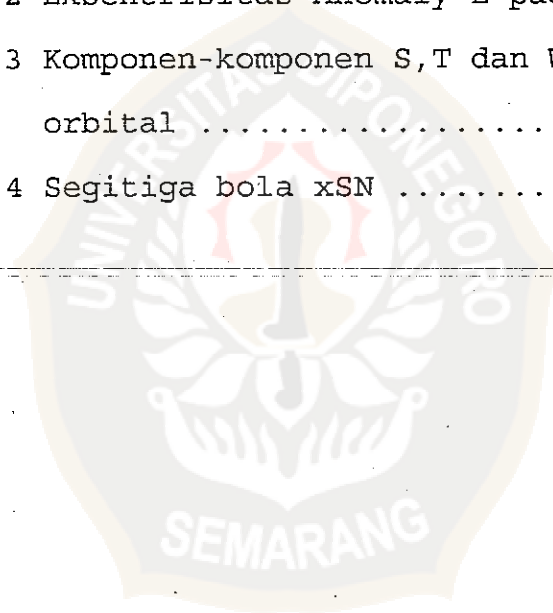 3 Komponen-komponen S,T dan
orbital ..................
4 Segitiga bola xSN ........
UNIVERSITAS DIPONEGORO
SEMARANG